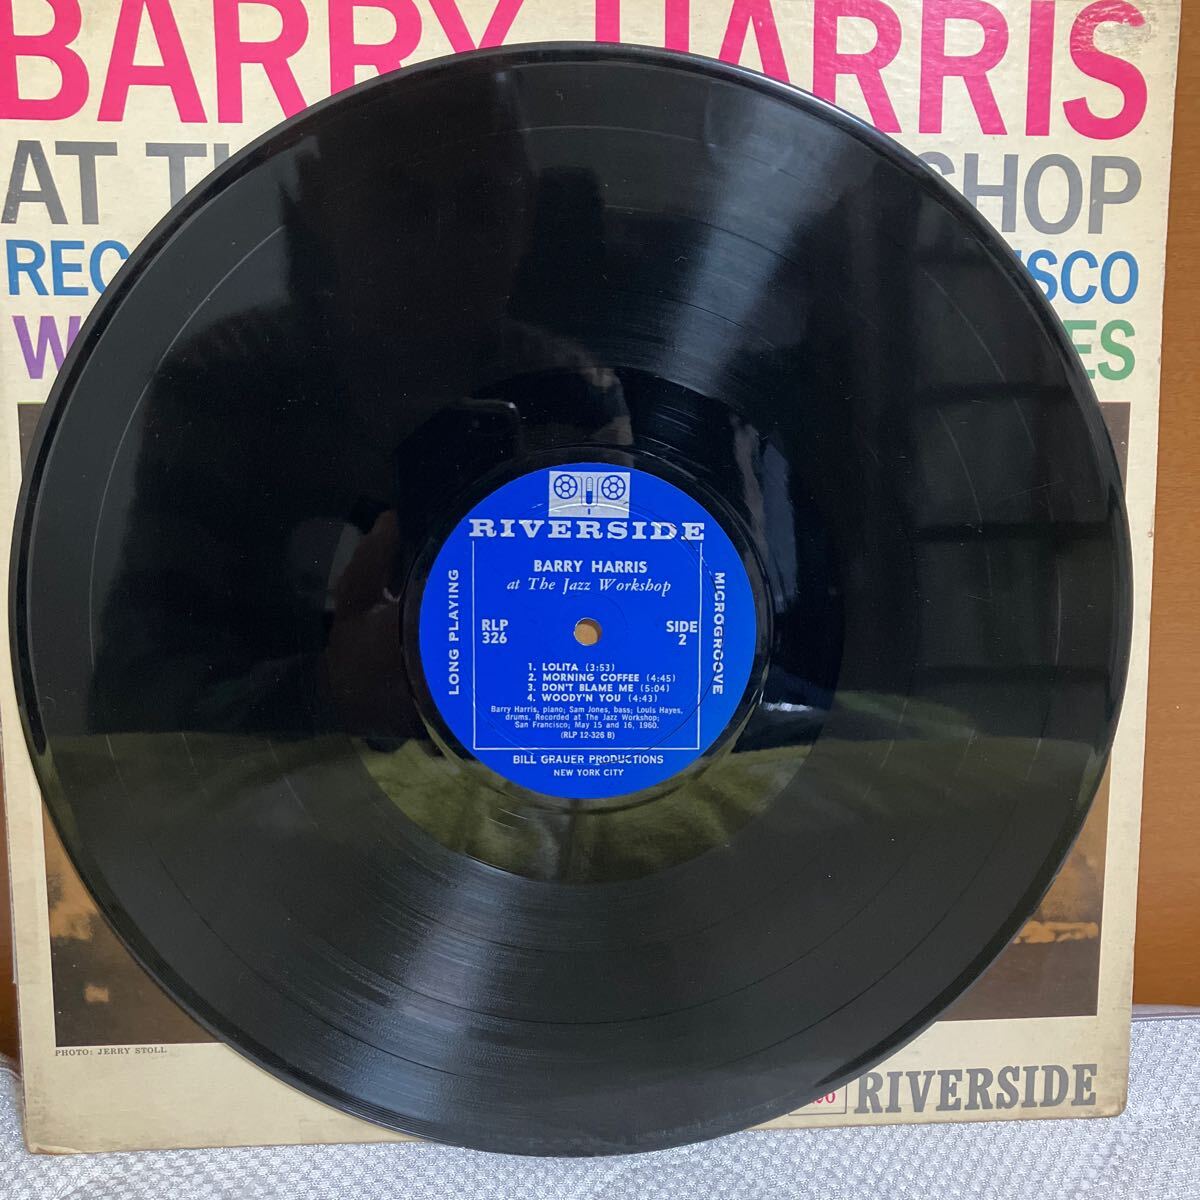 BARRY HARRIS
AT SHOP
REC ISCO
W ES
RIVERSIDE
BARRY HARRIS
at The Jazz Workshop
LONG PLAYING
MICROGROOVE
RLP
326
SIDE
2
1. LOLITA (3:53)
2. MORNING COFFEE (4:45)
3. DON'T BLAME ME (5:04)
4. WOODY'N YOU (4:43)
Barry Harris, piano; Sam Jones, bass; Louis Hayes,
drums. Recorded at The Jazz Workshop;
San Francisco; May 15 and 16, 1960.
(RLP 12-326 B)
BILL GRAUER PRODUCTIONS
NEW YORK CITY
PHOTO: JERRY STOLL
RIVERSIDE